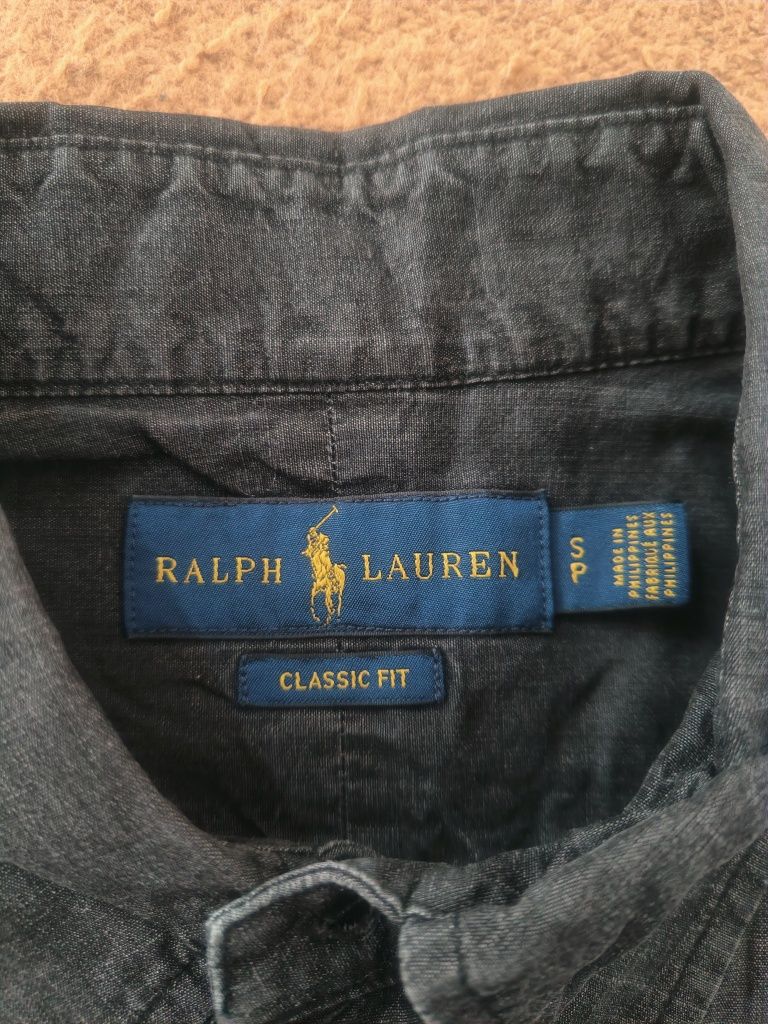 RALPH LAUREN
S
P
MADE IN
PHILIPPINES
FABRIQUÉ AUX
PHILIPPINES
CLASSIC FIT